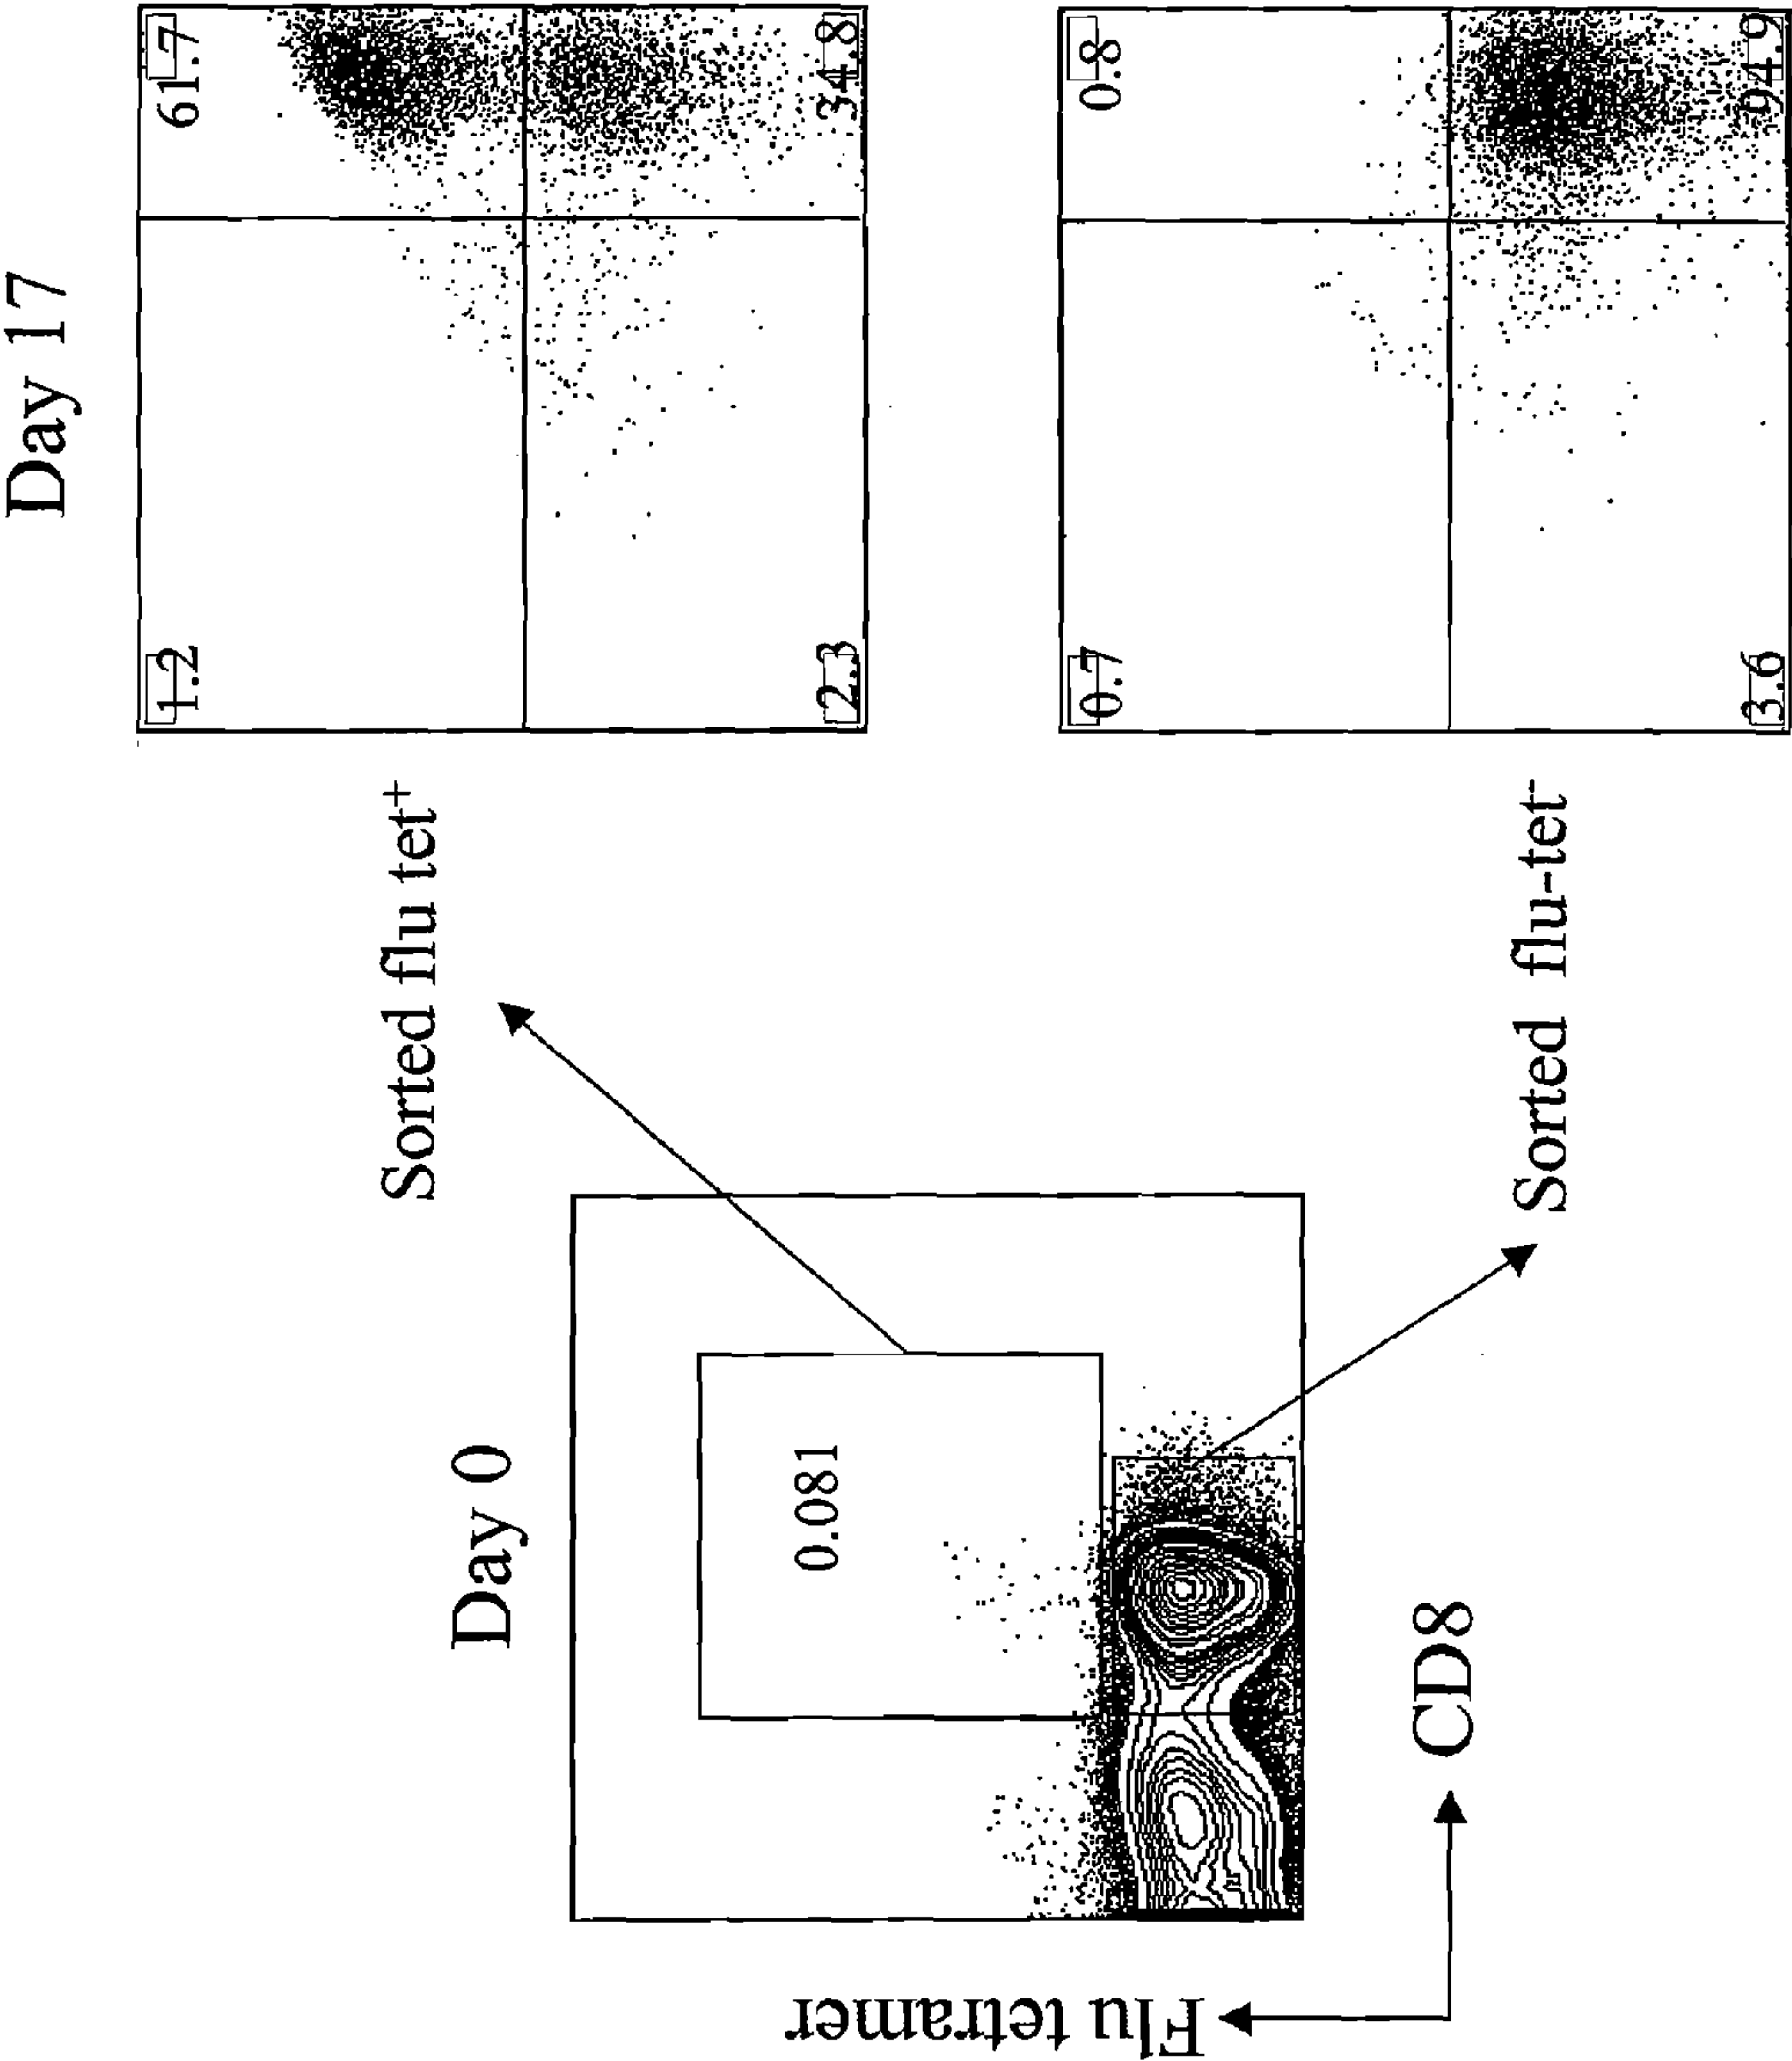 Day 0
Day 17
0.081
Flu tetramer
CD8
Sorted flu tet+
Sorted flu-tet-
1.2
61.7
2.3
34.8
0.7
0.8
3.6
94.9